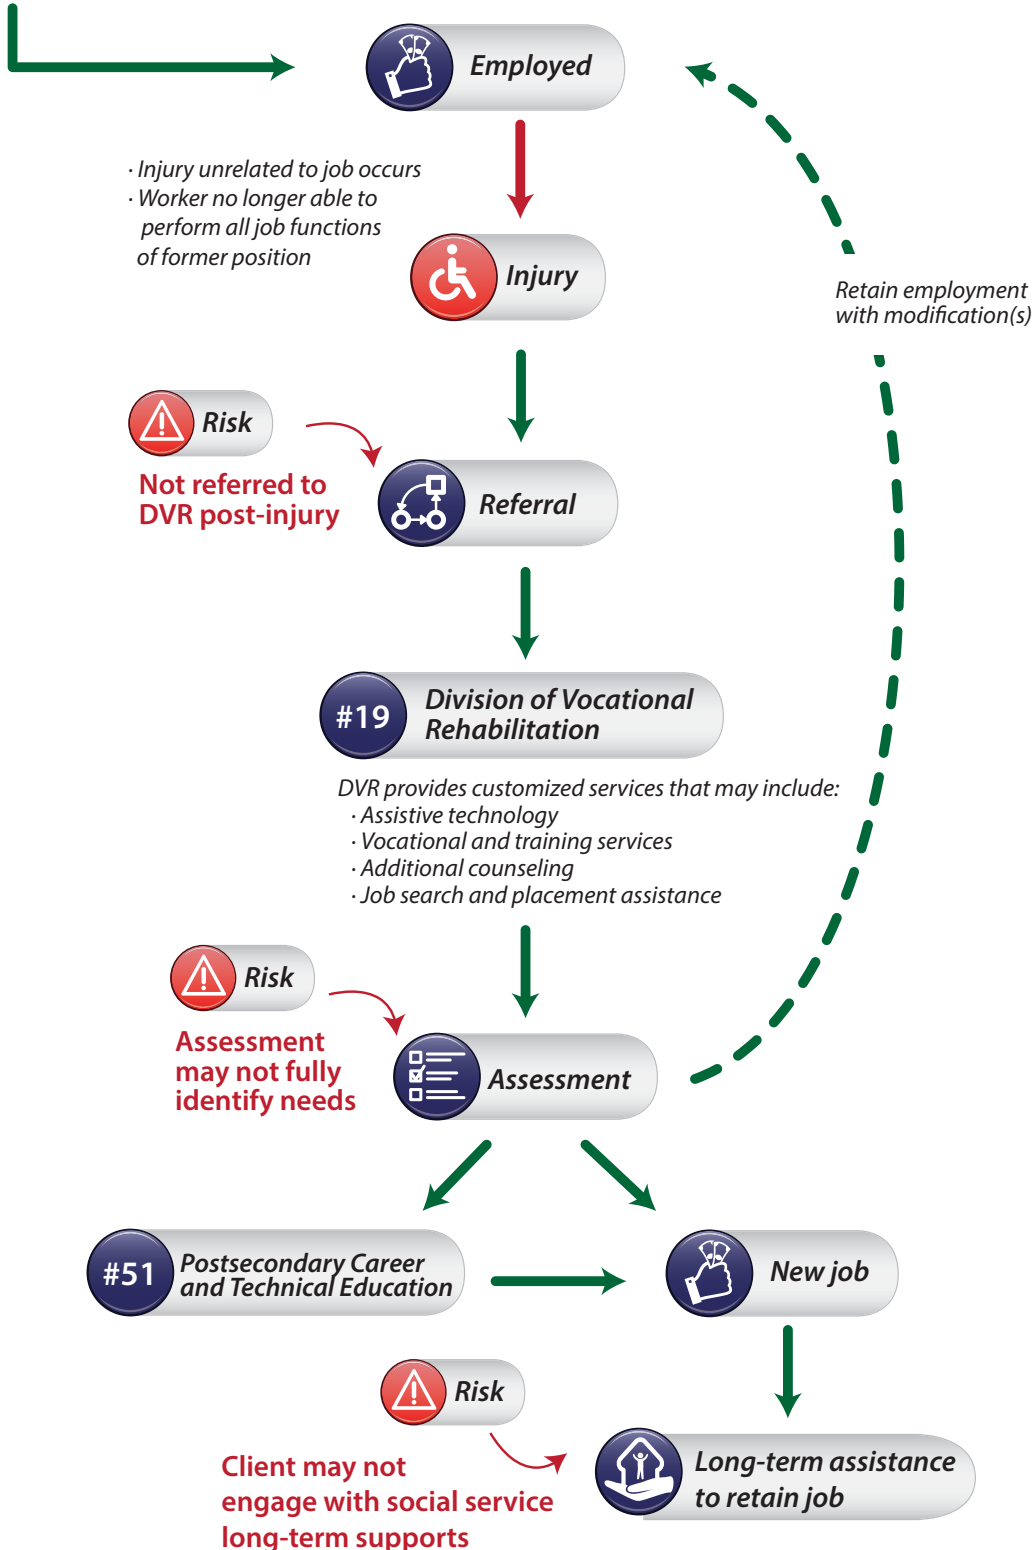 Employed
· Injury unrelated to job occurs
· Worker no longer able to
perform all job functions
of former position
Injury
Retain employment
with modification(s)
Risk
Not referred to
DVR post-injury
Referral
#19
Division of Vocational
Rehabilitation
DVR provides customized services that may include:
· Assistive technology
· Vocational and training services
· Additional counseling
· Job search and placement assistance
Risk
Assessment
may not fully
identify needs
Assessment
#51
Postsecondary Career
and Technical Education
New job
Risk
Client may not
engage with social service
long-term supports
Long-term assistance
to retain job